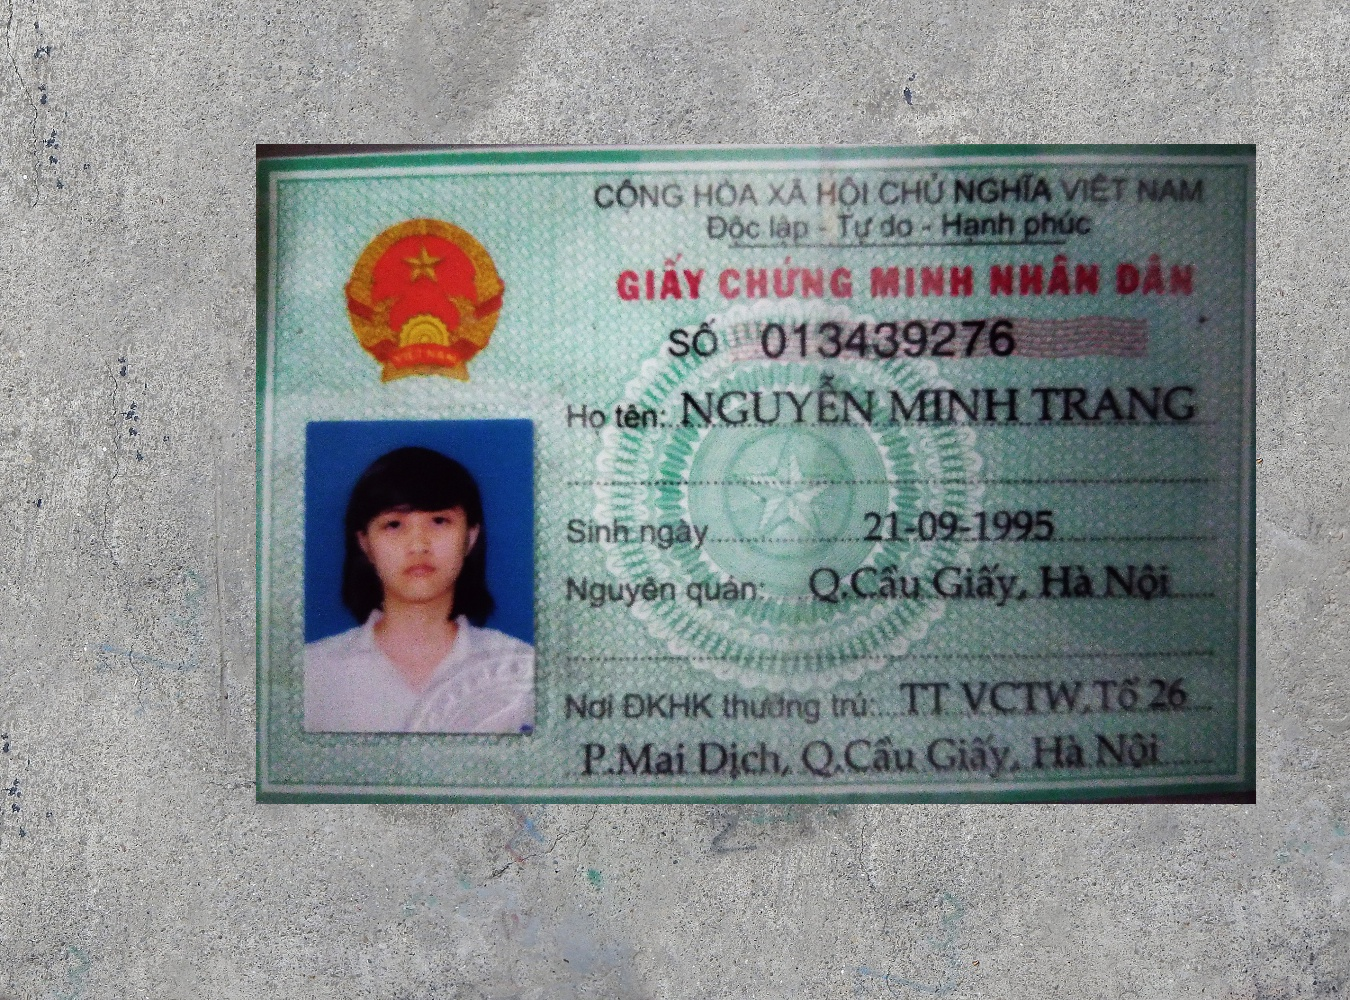 CỘNG HÒA XÃ HỘI CHỦ NGHĨA VIỆT NAM
Độc lập - Tự do - Hạnh phúc
GIẤY CHỨNG MINH NHÂN DÂN
SỐ 013439276
VIỆT NAM
Họ tên: NGUYỄN MINH TRANG
Sinh ngày 21-09-1995
Nguyên quán: Q.Cầu Giấy, Hà Nội
Nơi ĐKHK thường trú: TT VCTW,Tổ 26
P.Mai Dịch, Q.Cầu Giấy, Hà Nội